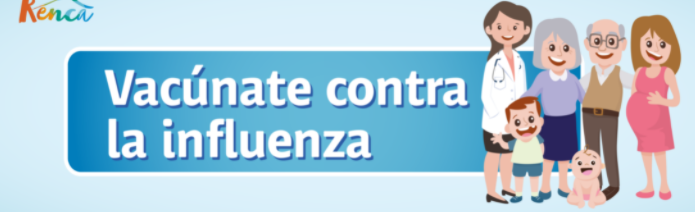 Renca
Vacúnate contra
la influenza